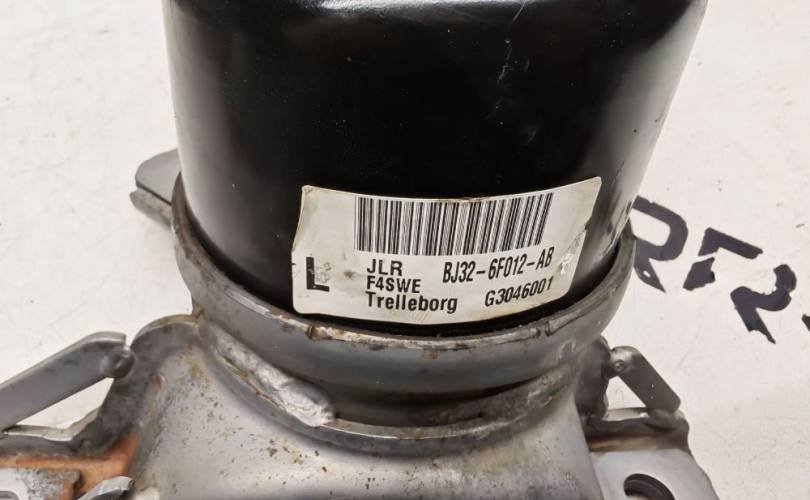 L
JLR BJ32-6F012-AB
F4SWE
Trelleborg G3046001